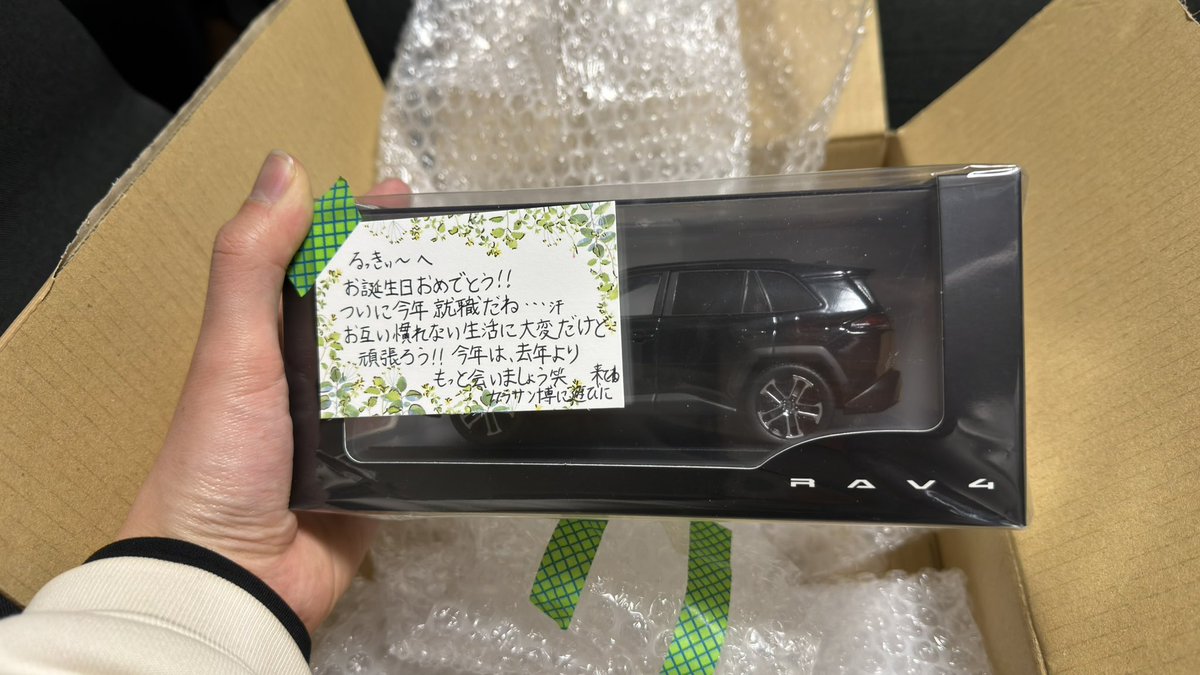 るっきぃ〜へ
お誕生日おめでとう!!
ついに今年就職だね…汗
お互い慣れない生活に大変だけど
頑張ろう!! 今年は、去年より
もっと会いましょう笑 来てね
カラサン博に遊びに
RAV4